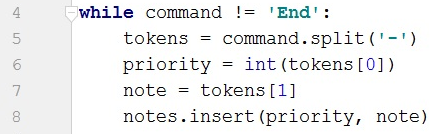 4 while command != 'End':
5     tokens = command.split('-')
6     priority = int(tokens[0])
7     note = tokens[1]
8     notes.insert(priority, note)